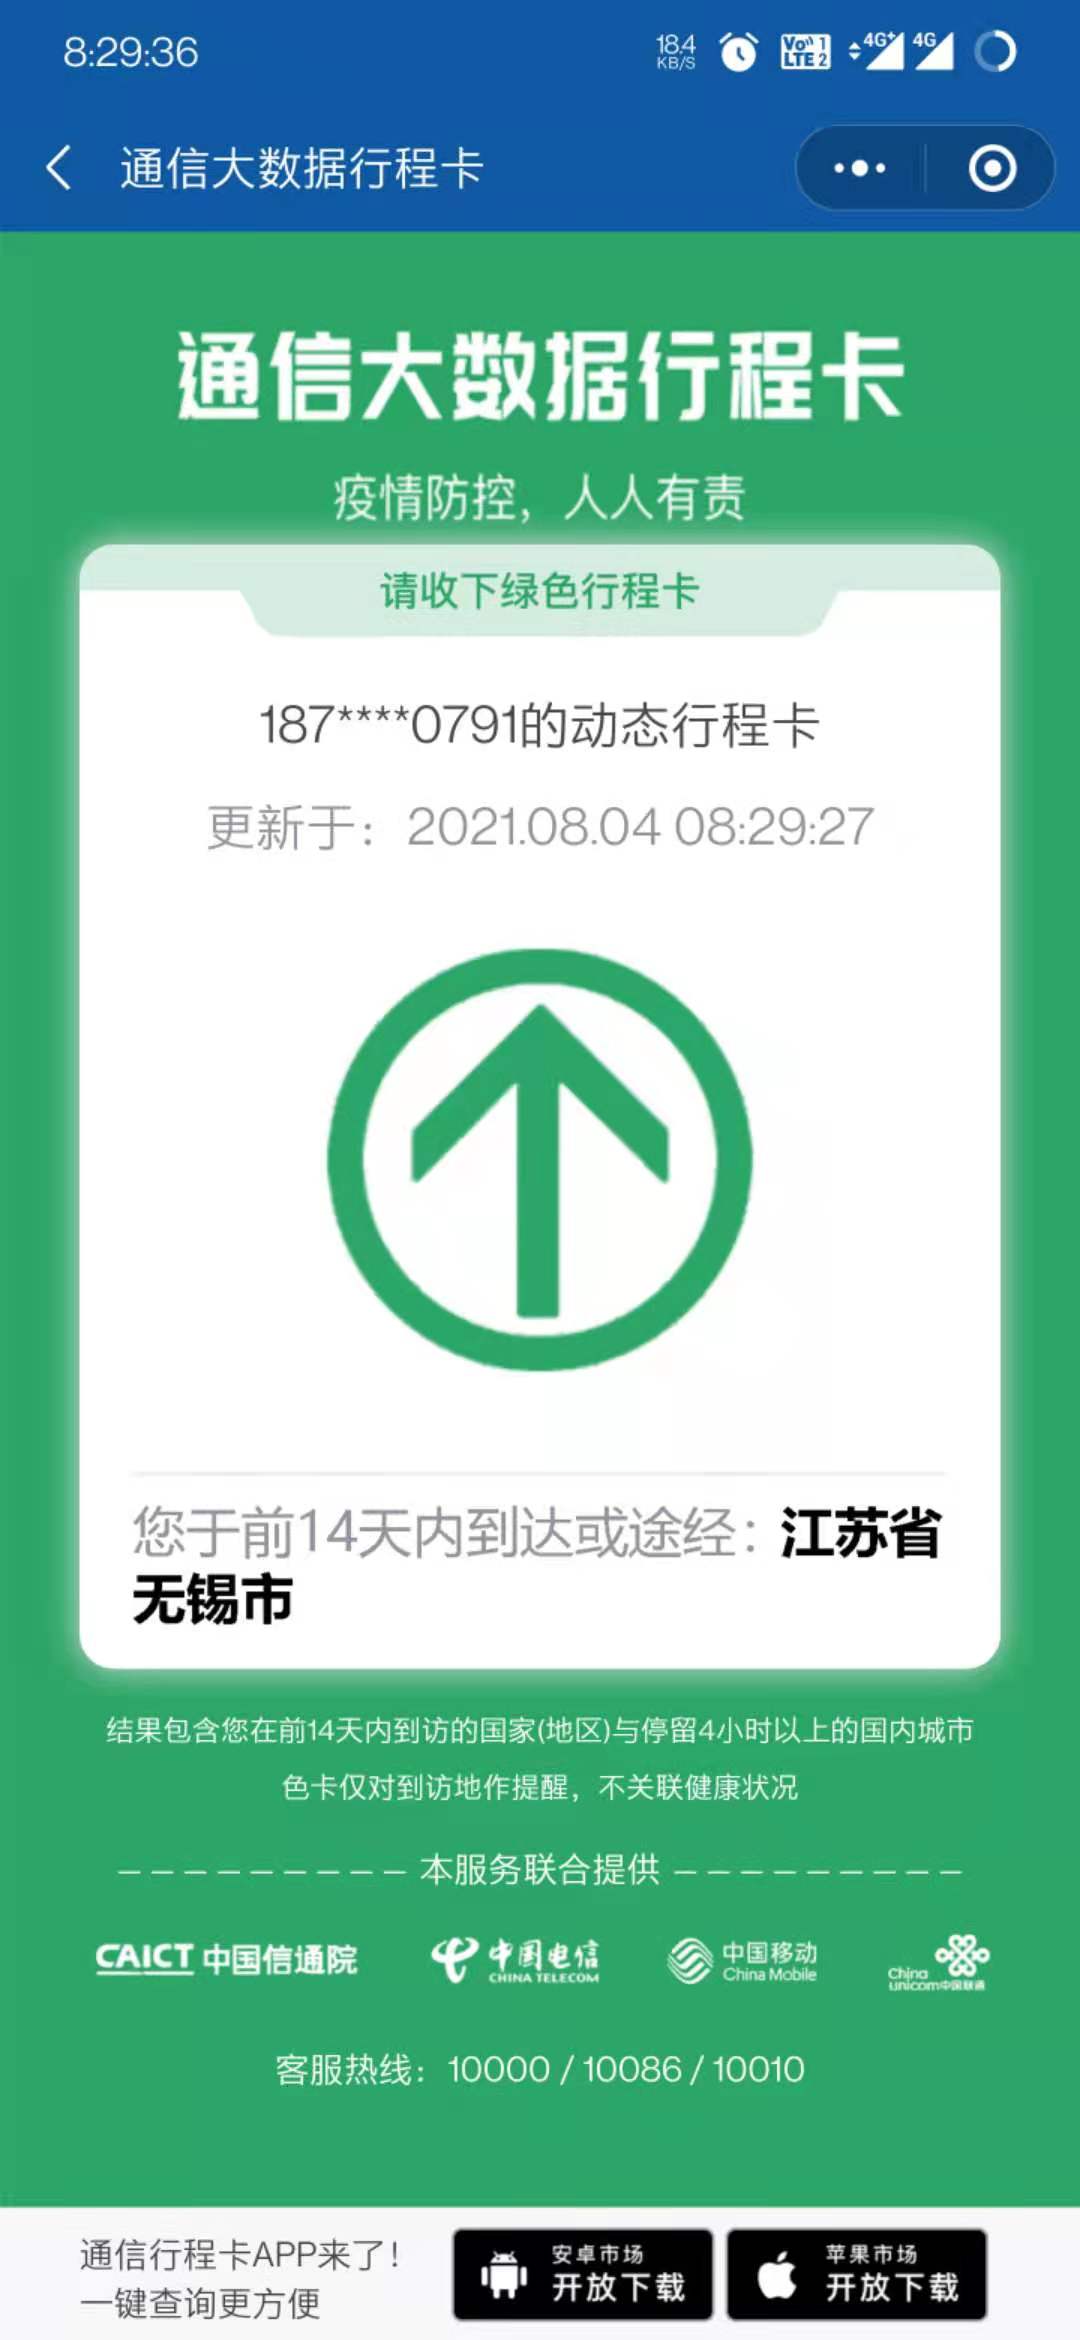 8:29:36
18.4
KB/S
Vo 1
LTE 2
4G+
4G
通信大数据行程卡
通信大数据行程卡
疫情防控，人人有责
请收下绿色行程卡
187****0791的动态行程卡
更新于：2021.08.04 08:29:27
您于前14天内到达或途经：江苏省
无锡市
结果包含您在前14天内到访的国家(地区)与停留4小时以上的国内城市
色卡仅对到访地作提醒，不关联健康状况
本服务联合提供
CAICT 中国信通院
中国电信
CHINA TELECOM
中国移动
China Mobile
China
unicom中国联通
客服热线：10000 / 10086 / 10010
通信行程卡APP来了！
一键查询更方便
安卓市场
开放下载
苹果市场
开放下载